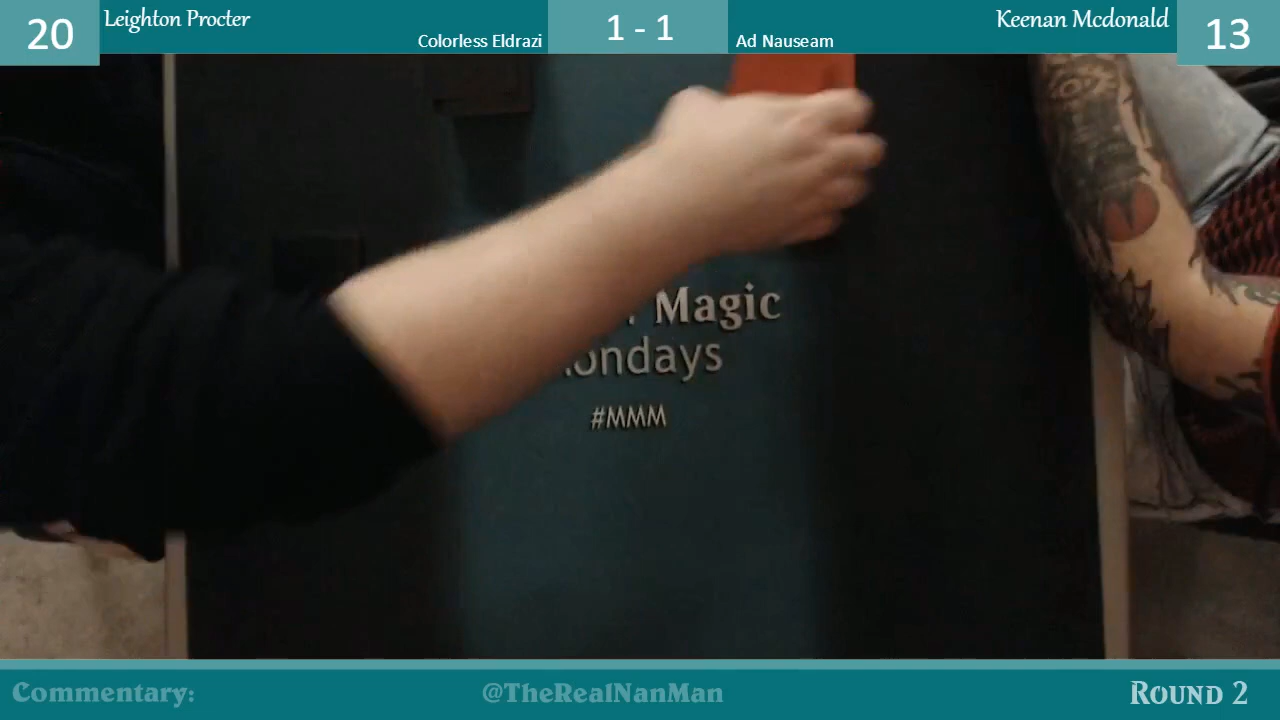 20
Leighton Procter
Colorless Eldrazi
1 - 1
Ad Nauseam
Keenan Mcdonald
13
Magic
ondays
#MMM
Commentary:
@TheRealNanMan
ROUND 2